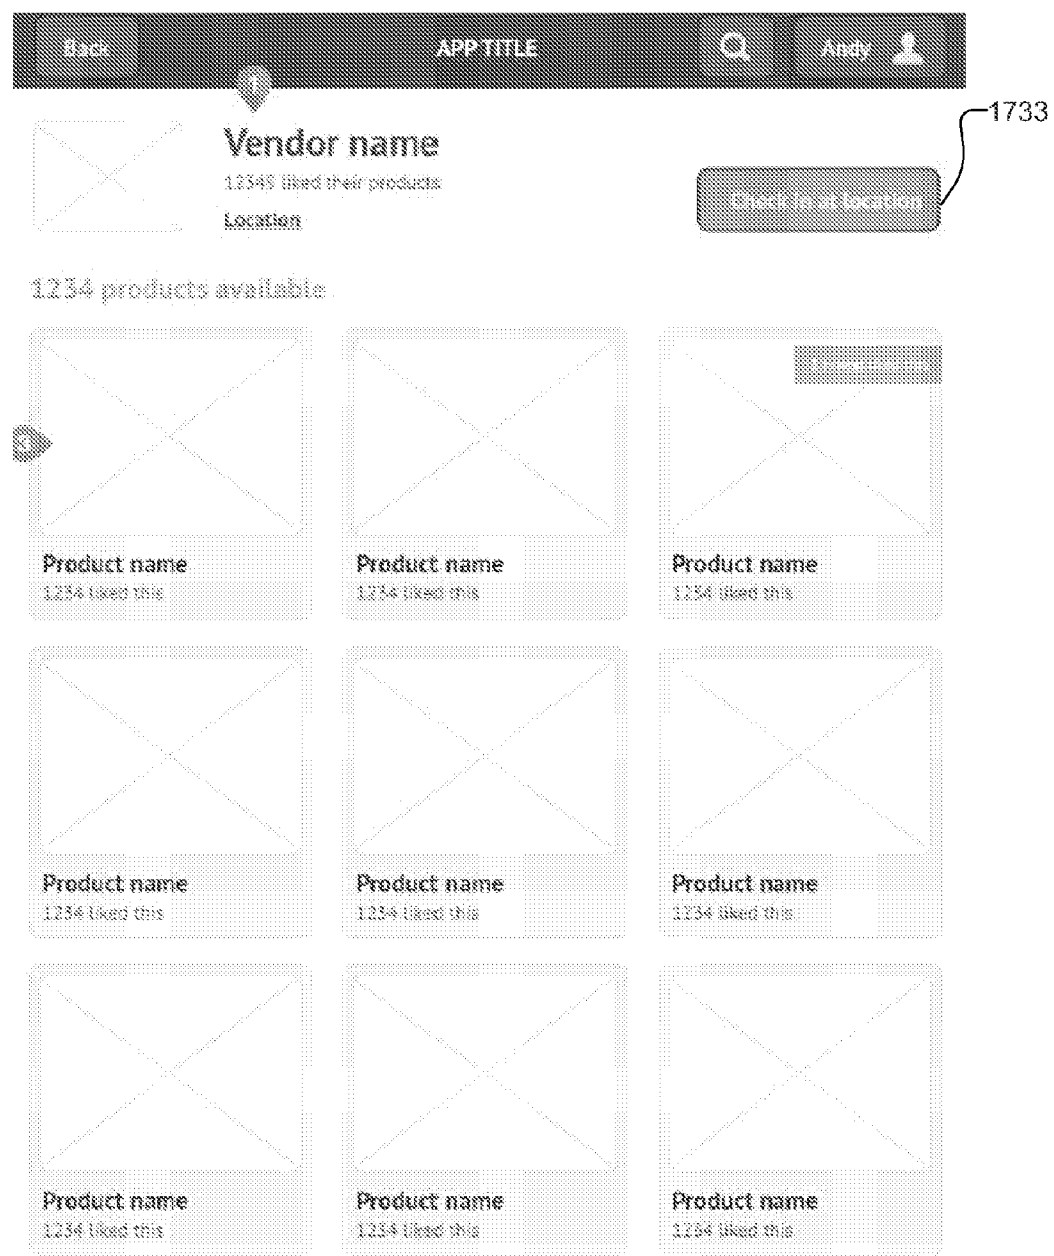 Back APP TITLE Andy
1
1733
Vendor name
12345 liked their products
Location
Check in at location
1234 products available
3
Product name Product name Product name
1234 liked this 1234 liked this 1234 liked this
Product name Product name Product name
1234 liked this 1234 liked this 1234 liked this
Product name Product name Product name
1234 liked this 1234 liked this 1234 liked this